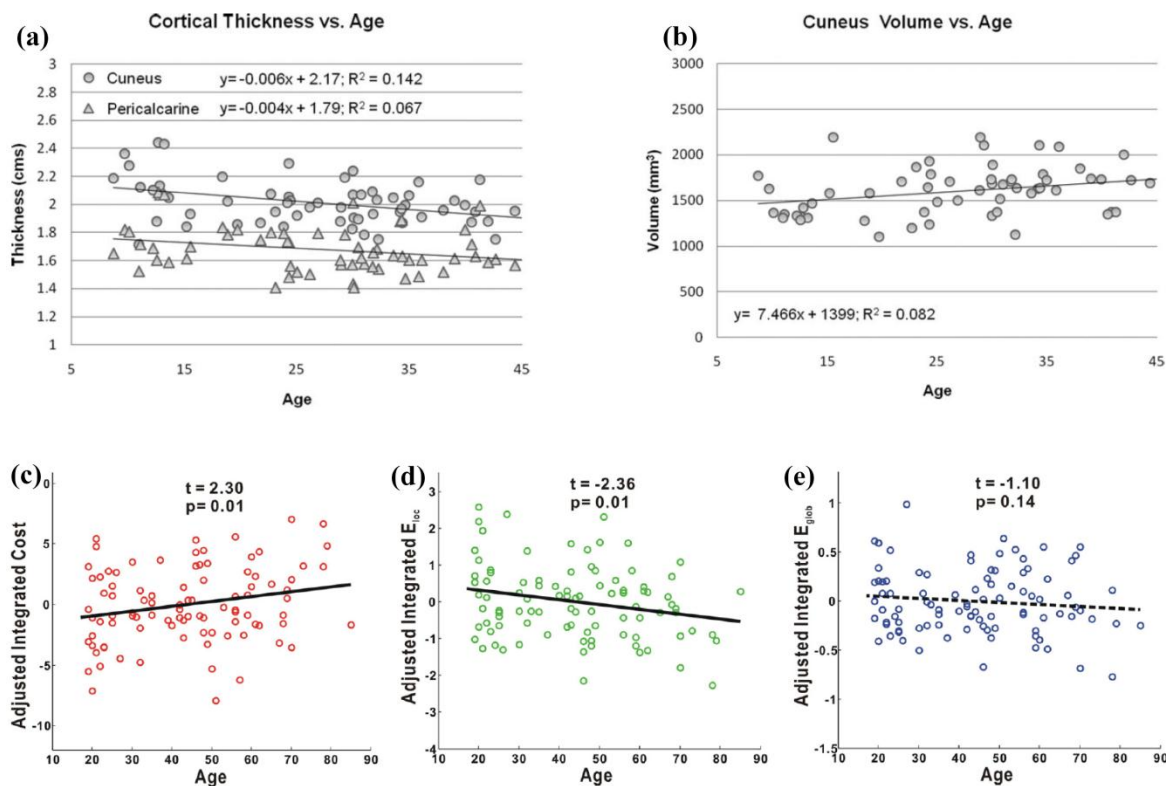 (a)
Cortical Thickness vs. Age
Cuneus y= -0.006x + 2.17; R² = 0.142
Pericalcarine y= -0.004x + 1.79; R² = 0.067
Thickness (cms)
3
2.8
2.6
2.4
2.2
2
1.8
1.6
1.4
1.2
1
5 15 25 35 45
Age
(b)
Cuneus Volume vs. Age
Volume (mm³)
3000
2500
2000
1500
1000
500
0
y= 7.466x + 1399; R² = 0.082
5 15 25 35 45
Age
(c)
t = 2.30
p= 0.01
Adjusted Integrated Cost
0
5
0
-5
-10
10 20 30 40 50 60 70 80 90
Age
(d)
t = -2.36
p= 0.01
Adjusted Integrated E_loc
3
2
1
0
-1
-2
-3
-4
10 20 30 40 50 60 70 80 90
Age
(e)
t = -1.10
p= 0.14
Adjusted Integrated E_glob
1
0.5
0
-0.5
-1
-1.5
10 20 30 40 50 60 70 80 90
Age